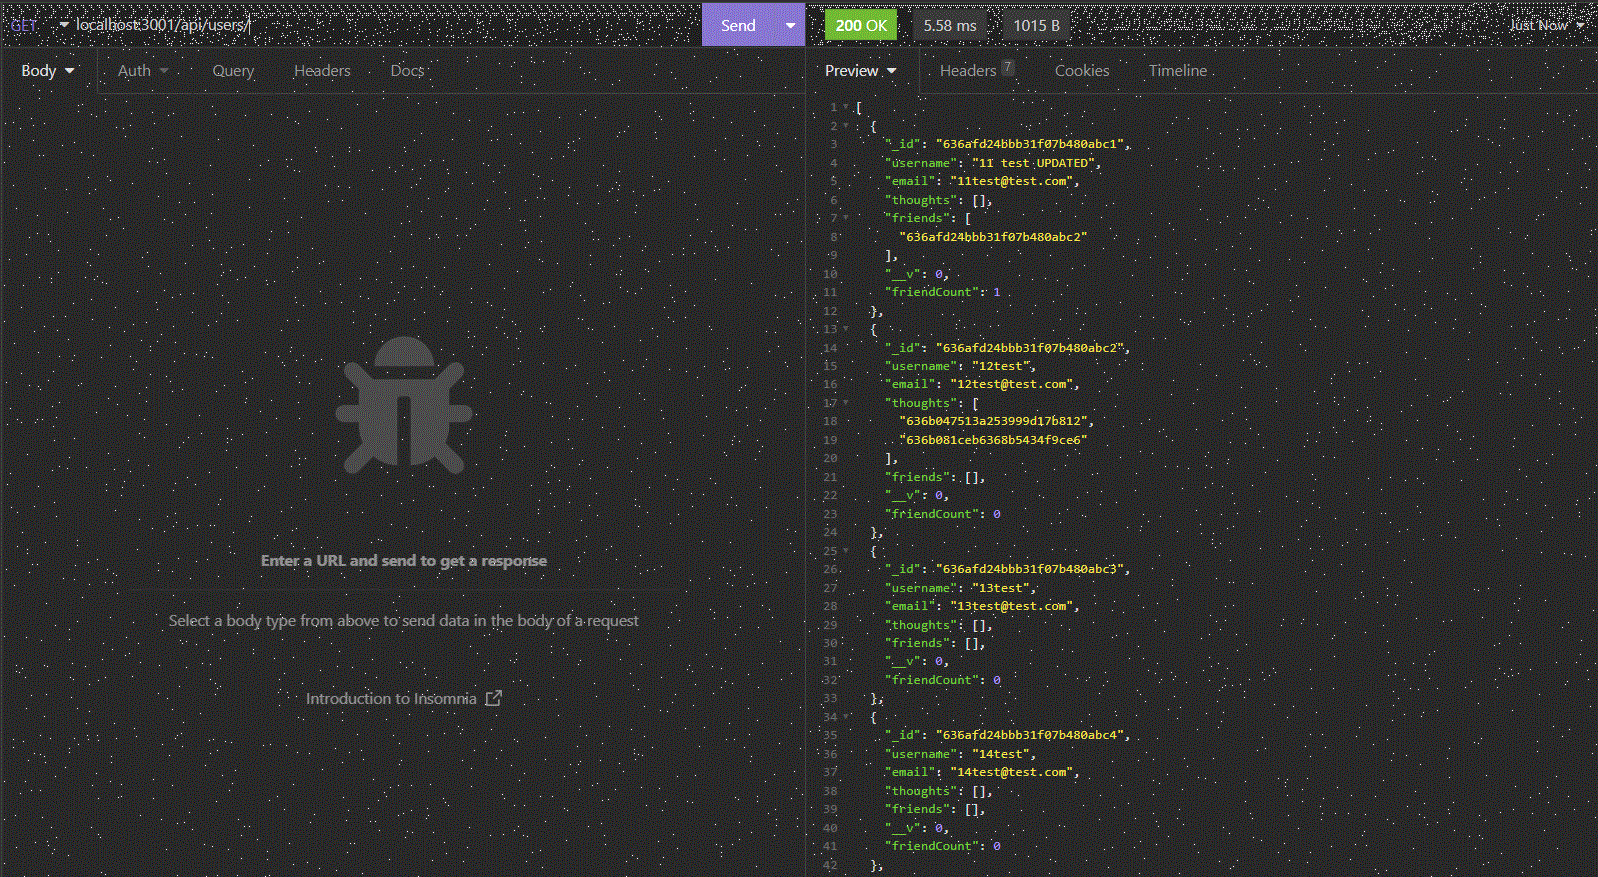 GET localhost:3001/api/users/ Send 200 OK 5.58 ms 1015 B Just Now
Body Auth Query Headers Docs
Enter a URL and send to get a response
Select a body type from above to send data in the body of a request
Introduction to Insomnia
Preview Headers 7 Cookies Timeline
1 [
2 {
3 "_id": "636afd24bbb31f07b480abc1",
4 "username": "11 test UPDATED",
5 "email": "11test@test.com",
6 "thoughts": [],
7 "friends": [
8 "636afd24bbb31f07b480abc2"
9 ],
10 "__v": 0,
11 "friendCount": 1
12 },
13 {
14 "_id": "636afd24bbb31f07b480abc2",
15 "username": "12test",
16 "email": "12test@test.com",
17 "thoughts": [
18 "636b047513a253999d17b812",
19 "636b081ceb6368b5434f9ce6"
20 ],
21 "friends": [],
22 "__v": 0,
23 "friendCount": 0
24 },
25 {
26 "_id": "636afd24bbb31f07b480abc3",
27 "username": "13test",
28 "email": "13test@test.com",
29 "thoughts": [],
30 "friends": [],
31 "__v": 0,
32 "friendCount": 0
33 },
34 {
35 "_id": "636afd24bbb31f07b480abc4",
36 "username": "14test",
37 "email": "14test@test.com",
38 "thoughts": [],
39 "friends": [],
40 "__v": 0,
41 "friendCount": 0
42 },